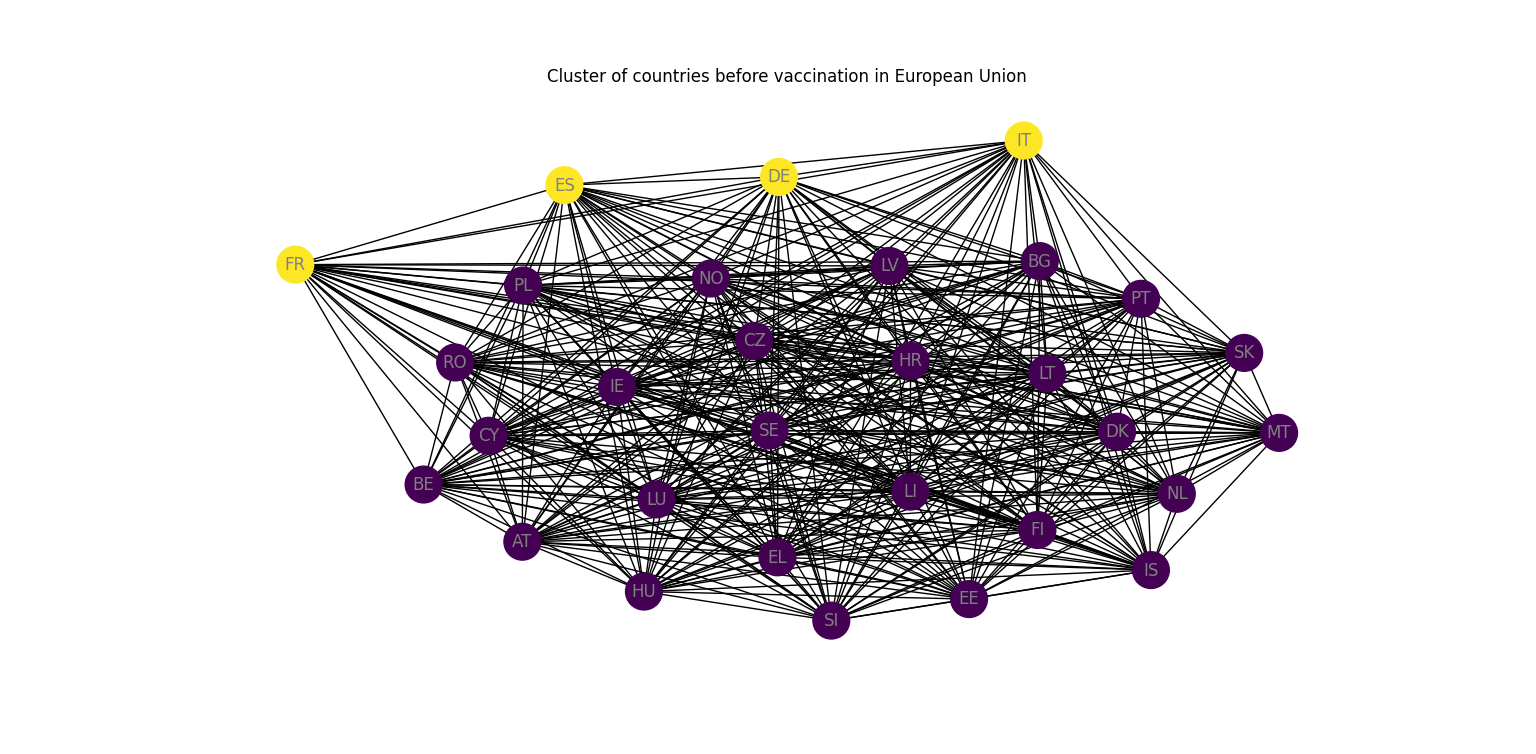 Cluster of countries before vaccination in European Union
IT
DE
ES
FR
BG
LV
NO
PL
PT
CZ
SK
HR
RO
LT
IE
SE
DK
MT
CY
BE
LI
NL
LU
FI
AT
EL
IS
HU
EE
SI